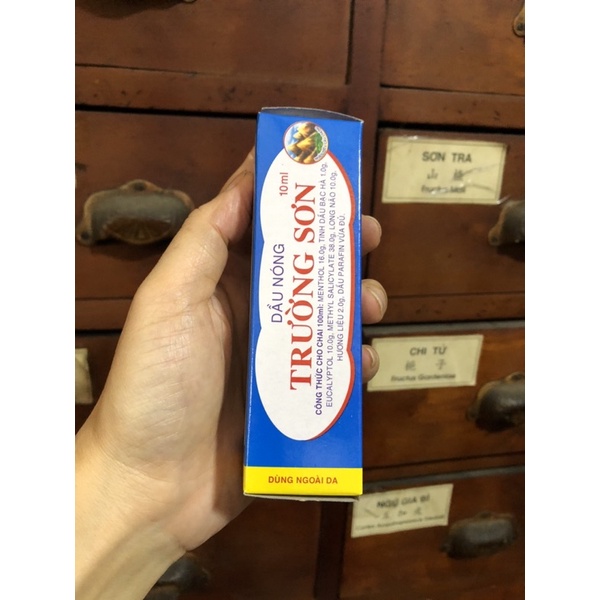 DẦU NÓNG
10ml
TRƯỜNG SƠN
CÔNG THỨC CHO CHAI 100ml: MENTHOL 16.0g, TINH DẦU BẠC HÀ 1.0g,
EUCALYPTOL 10.0g, METHYL SALICYLATE 38.0g, LONG NÃO 10.0g,
HƯƠNG LIỆU 2.0g, DẦU PARAFIN VỪA ĐỦ.
DÙNG NGOÀI DA
SƠN TRA
山
CHI TỬ
子
Fructus Gardeniae
NGŨ GIA BÌ